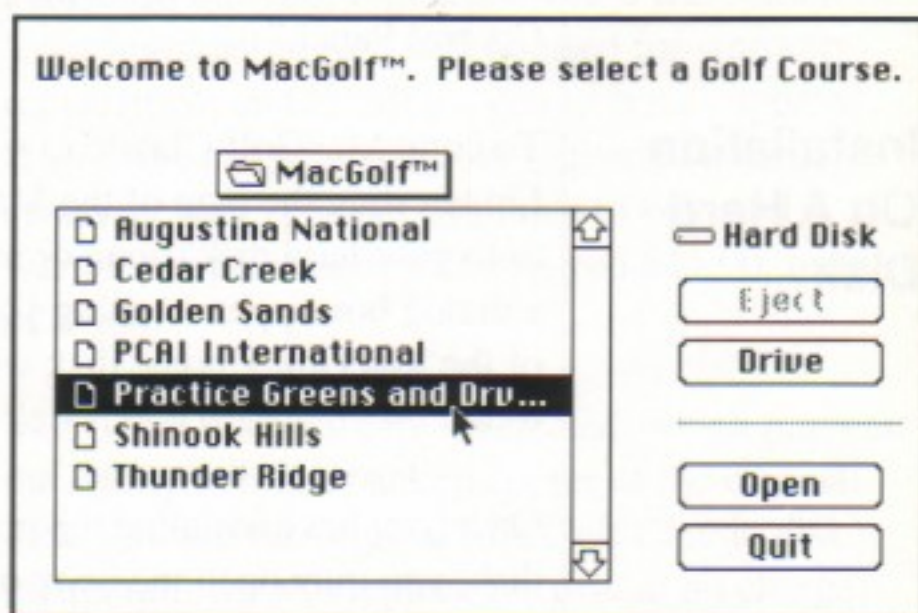 Welcome to MacGolf™. Please select a Golf Course.
MacGolf™
Augustina National
Cedar Creek
Golden Sands
PCAI International
Practice Greens and Drv...
Shinook Hills
Thunder Ridge
Hard Disk
Eject
Drive
Open
Quit